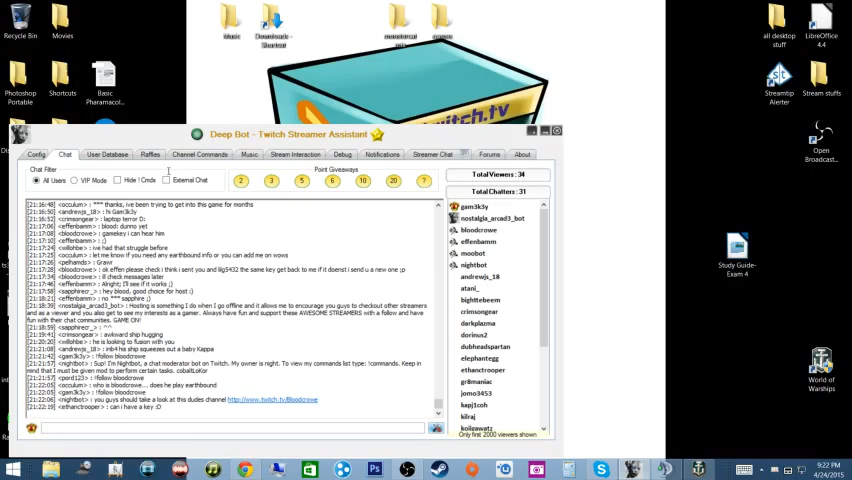 Recycle Bin
Movies
Music
Downloads - Shortcut
games
all desktop stuff
LibreOffice 4.4
Photoshop Portable
Shortcuts
Basic Pharamacol...
Streamtip Alerter
Stream stuffs
Open Broadcast...
Study Guide- Exam 4
World of Warships
twitch.tv
Deep Bot - Twitch Streamer Assistant
Config Chat User Database Raffles Channel Commands Music Stream Interaction Debug Notifications Streamer Chat Forums About
Chat Filter
All Users VIP Mode Hide ! Cmds External Chat
Point Giveaways
2 3 5 6 10 20 ?
Total Viewers: 34
Total Chatters: 31
[21:16:48] <occulum> : *** thanks, ive been trying to get into this game for months
[21:16:50] <andrewjs_18> : hi Gam3k3y
[21:16:52] <crimsongear> : laptop terror D:
[21:17:06] <effenbamm> : blood: dunno yet
[21:17:08] <bloodcrowe> : gamekey i can hear him
[21:17:10] <effenbamm> : ;)
[21:17:19] <willohbe> : ive had that struggle before
[21:17:25] <occulum> : let me know if you need any earthbound info or you can add me on wows
[21:17:26] <pelhamds> : Grawr
[21:17:28] <bloodcrowe> : ok effen please check i think i sent you and lilg5432 the same key get back to me if it doenst i send u a new one ;p
[21:17:34] <bloodcrowe> : ill check messages later
[21:17:46] <effenbamm> : Alright; I'll see if it works ;)
[21:17:58] <sapphirecr_> : hey blood, good choice for host :)
[21:18:21] <effenbamm> : no *** sapphire ;)
[21:18:39] <nostalgia_arcad3_bot> : Hosting is something I do when I go offline and it allows me to encourage you guys to checkout other streamers
and as a viewer and you also get to see my interests as a gamer. Always have fun and support these AWESOME STREAMERS with a follow and have
fun with their chat communities. GAME ON!
[21:18:59] <sapphirecr_> : ^^
[21:19:41] <crimsongear> : awkward ship hugging
[21:20:20] <willohbe> : he is looking to fusion with you
[21:21:09] <andrewjs_18> : inb4 his ship squeezes out a baby Kappa
[21:21:42] <gam3k3y> : !follow bloodcrowe
[21:21:57] <nightbot> : Sup! I'm Nightbot, a chat moderator bot on Twitch. My owner is night. To view my commands list type: !commands. Keep in
mind that I must be given mod to perform certain tasks. cobaltLoKor
[21:21:57] <pord123> : !follow bloodcrowe
[21:22:05] <occulum> : who is bloodcrowe... does he play earthbound
[21:22:05] <gam3k3y> : !follow bloodcrowe
[21:22:06] <nightbot> : you guys should take a look at this dudes channel http://www.twitch.tv/Bloodcrowe
[21:22:19] <ethanctrooper> : can i have a key :D
gam3k3y
nostalgia_arcad3_bot
bloodcrowe
effenbamm
moobot
nightbot
andrewjs_18
atani_
bighttebeem
crimsongear
darkplazma
dorinus2
dubheadspartan
elephantegg
ethanctrooper
gr8maniac
jomo3453
kapj1coh
kilraj
kojigawatz
Only first 2000 viewers shown
9:22 PM
4/24/2015